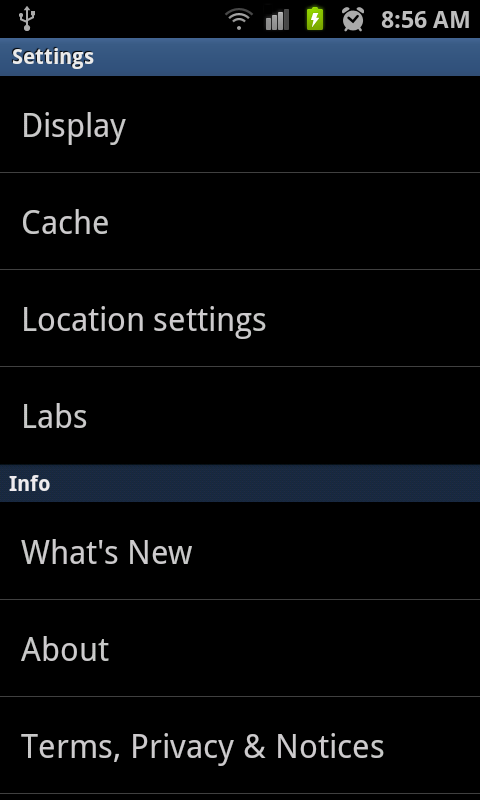 8:56 AM
Settings
Display
Cache
Location settings
Labs
Info
What's New
About
Terms, Privacy & Notices